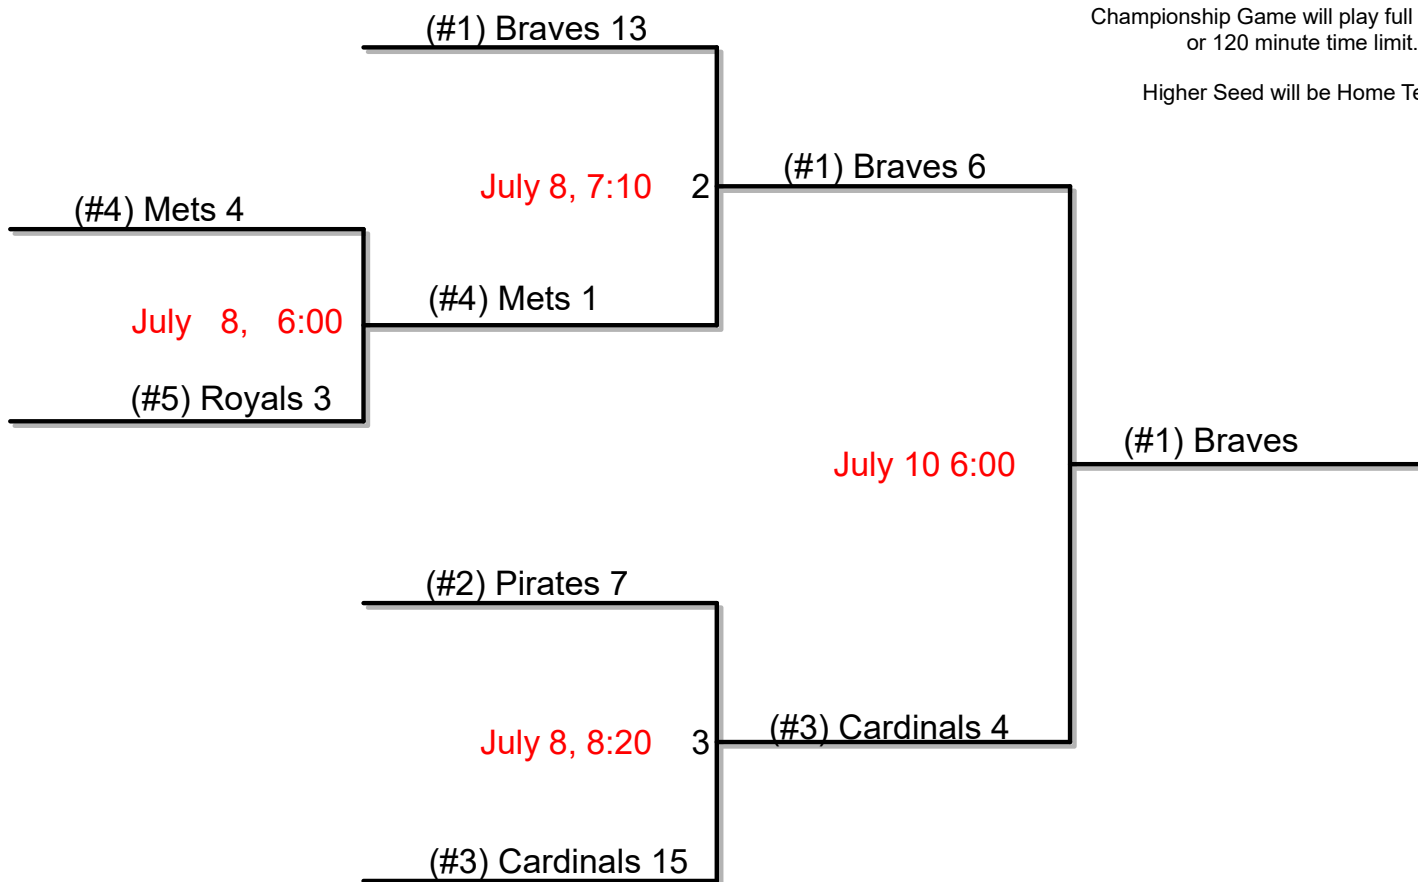 (#1) Braves 13
Championship Game will play full
or 120 minute time limit.
Higher Seed will be Home
(#1) Braves 6
July 8, 7:10 2
(#4) Mets 4
(#4) Mets 1
July 8, 6:00
(#5) Royals 3
(#1) Braves
July 10 6:00
(#2) Pirates 7
(#3) Cardinals 4
July 8, 8:20 3
(#3) Cardinals 15